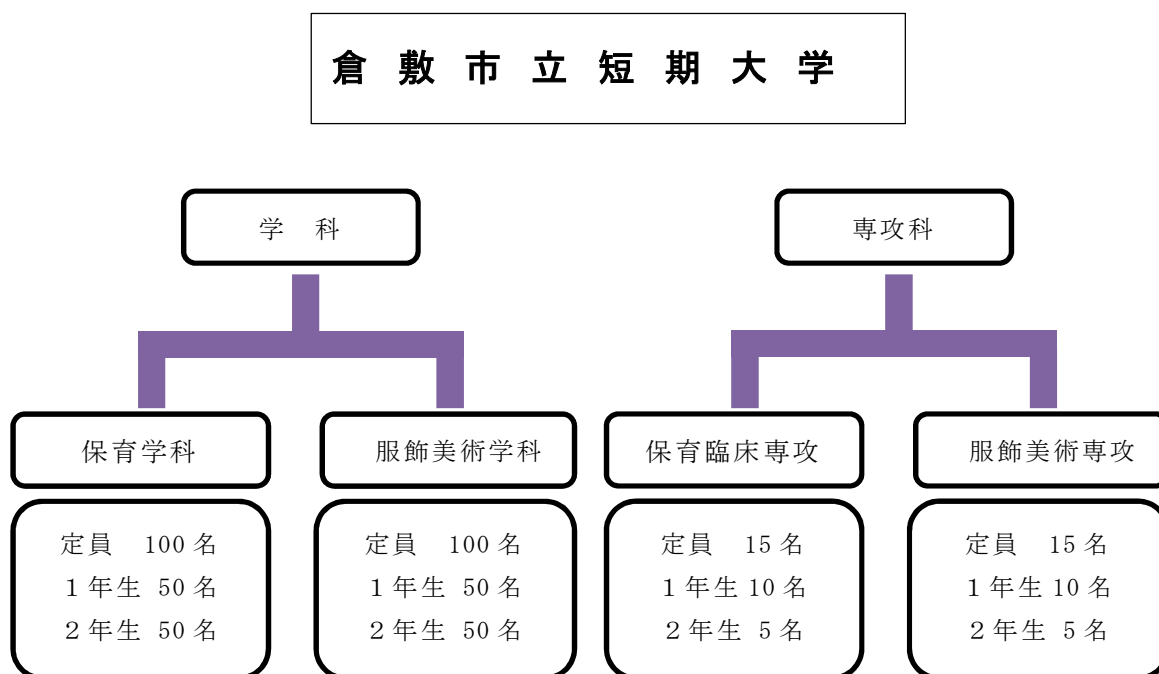 倉敷市立短期大学
学　科
専攻科
保育学科
服飾美術学科
保育臨床専攻
服飾美術専攻
定員　100名
１年生 50名
２年生 50名
定員　100名
１年生 50名
２年生 50名
定員　15名
１年生 10名
２年生 5名
定員　15名
１年生 10名
２年生 5名